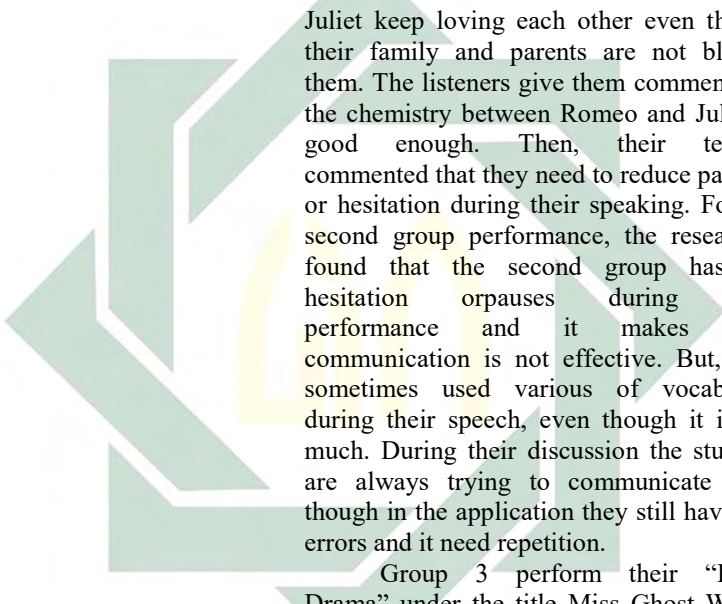 Juliet keep loving each other even th
their family and parents are not bl
them. The listeners give them commen
the chemistry between Romeo and Jul
good enough. Then, their te
commented that they need to reduce pa
or hesitation during their speaking. Fo
second group performance, the resea
found that the second group has
hesitation orpauses during
performance and it makes
communication is not effective. But,
sometimes used various of vocab
during their speech, even though it i
much. During their discussion the stu
are always trying to communicate
though in the application they still hav
errors and it need repetition.
Group 3 perform their
Drama” under the title Miss Ghost W